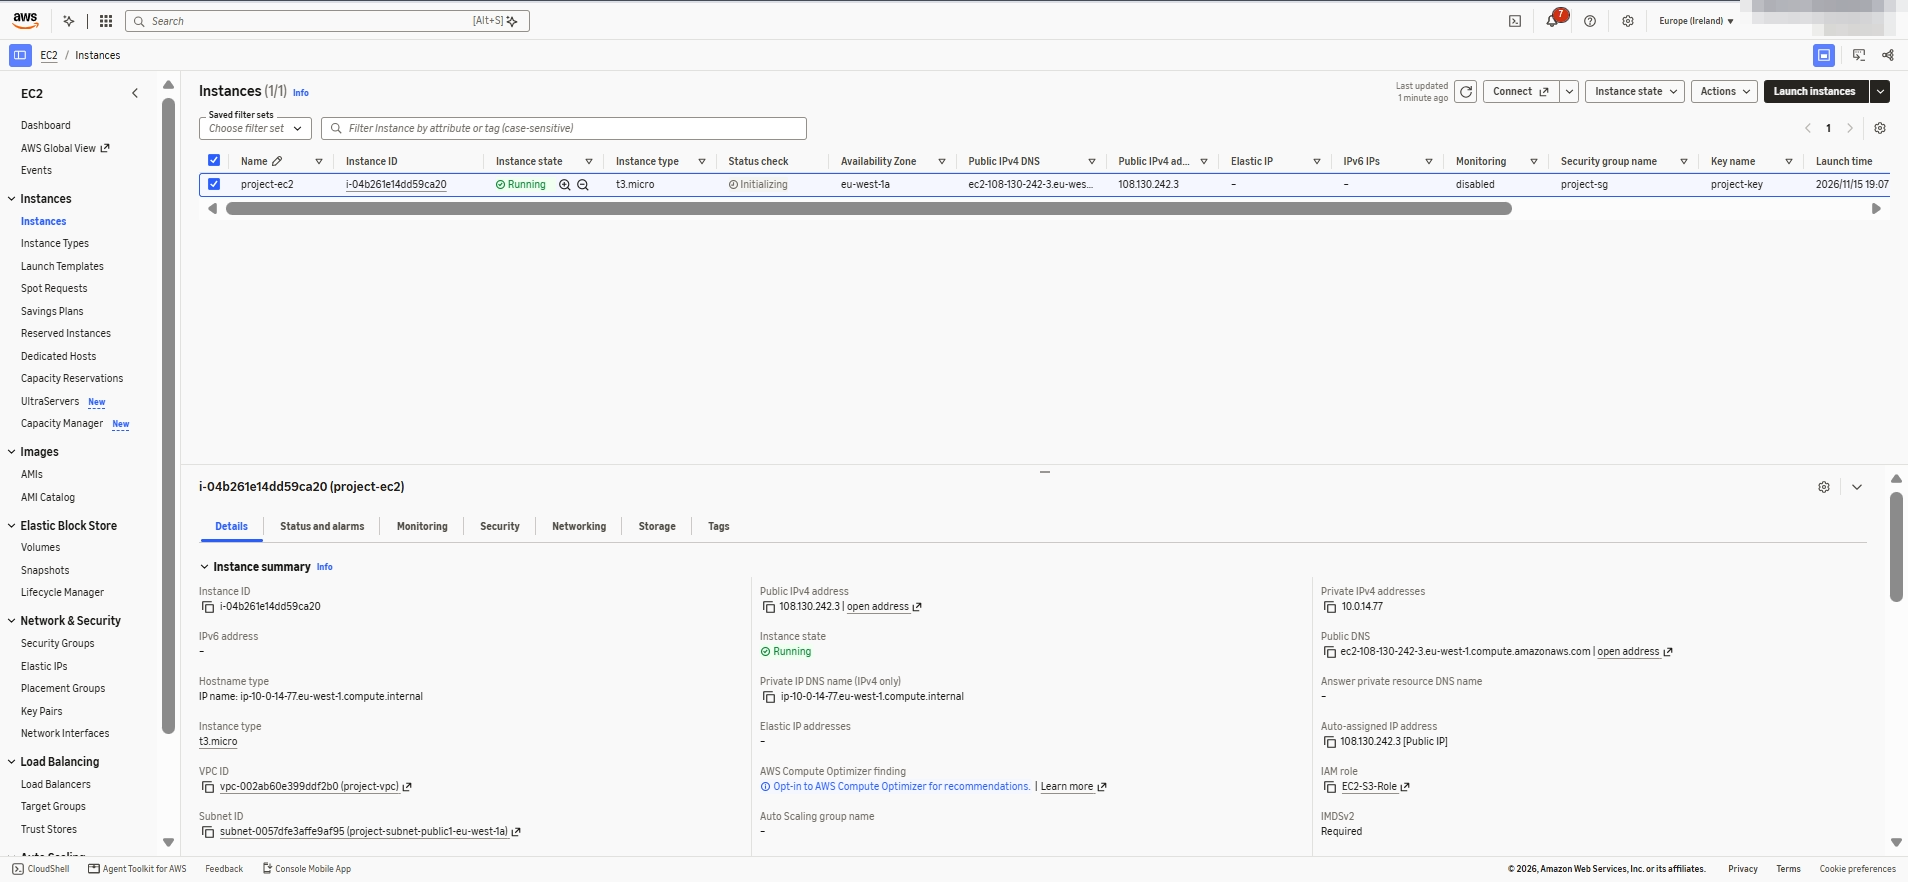 aws
Search [Alt+S]
7
Europe (Ireland)
EC2 / Instances
EC2
Dashboard
AWS Global View
Events
Instances
Instances
Instance Types
Launch Templates
Spot Requests
Savings Plans
Reserved Instances
Dedicated Hosts
Capacity Reservations
UltraServers New
Capacity Manager New
Images
AMIs
AMI Catalog
Elastic Block Store
Volumes
Snapshots
Lifecycle Manager
Network & Security
Security Groups
Elastic IPs
Placement Groups
Key Pairs
Network Interfaces
Load Balancing
Load Balancers
Target Groups
Trust Stores
Auto Scaling
Instances (1/1) Info
Last updated
1 minute ago
Connect
Instance state
Actions
Launch instances
Saved filter sets
Choose filter set
Filter Instance by attribute or tag (case-sensitive)
1
Name Instance ID Instance state Instance type Status check Availability Zone Public IPv4 DNS Public IPv4 ad... Elastic IP IPv6 IPs Monitoring Security group name Key name Launch time
project-ec2 i-04b261e14dd59ca20 Running t3.micro Initializing eu-west-1a ec2-108-130-242-3.eu-wes... 108.130.242.3 – – disabled project-sg project-key 2026/11/15 19:07
i-04b261e14dd59ca20 (project-ec2)
Details Status and alarms Monitoring Security Networking Storage Tags
Instance summary Info
Instance ID
i-04b261e14dd59ca20
IPv6 address
–
Hostname type
IP name: ip-10-0-14-77.eu-west-1.compute.internal
Instance type
t3.micro
VPC ID
vpc-002ab60e399ddf2b0 (project-vpc)
Subnet ID
subnet-0057dfe3affe9af95 (project-subnet-public1-eu-west-1a)
Public IPv4 address
108.130.242.3 | open address
Instance state
Running
Private IP DNS name (IPv4 only)
ip-10-0-14-77.eu-west-1.compute.internal
Elastic IP addresses
–
AWS Compute Optimizer finding
Opt-in to AWS Compute Optimizer for recommendations. | Learn more
Auto Scaling group name
–
Private IPv4 addresses
10.0.14.77
Public DNS
ec2-108-130-242-3.eu-west-1.compute.amazonaws.com | open address
Answer private resource DNS name
–
Auto-assigned IP address
108.130.242.3 [Public IP]
IAM role
EC2-S3-Role
IMDSv2
Required
CloudShell Agent Toolkit for AWS Feedback Console Mobile App
© 2026, Amazon Web Services, Inc. or its affiliates. Privacy Terms Cookie preferences